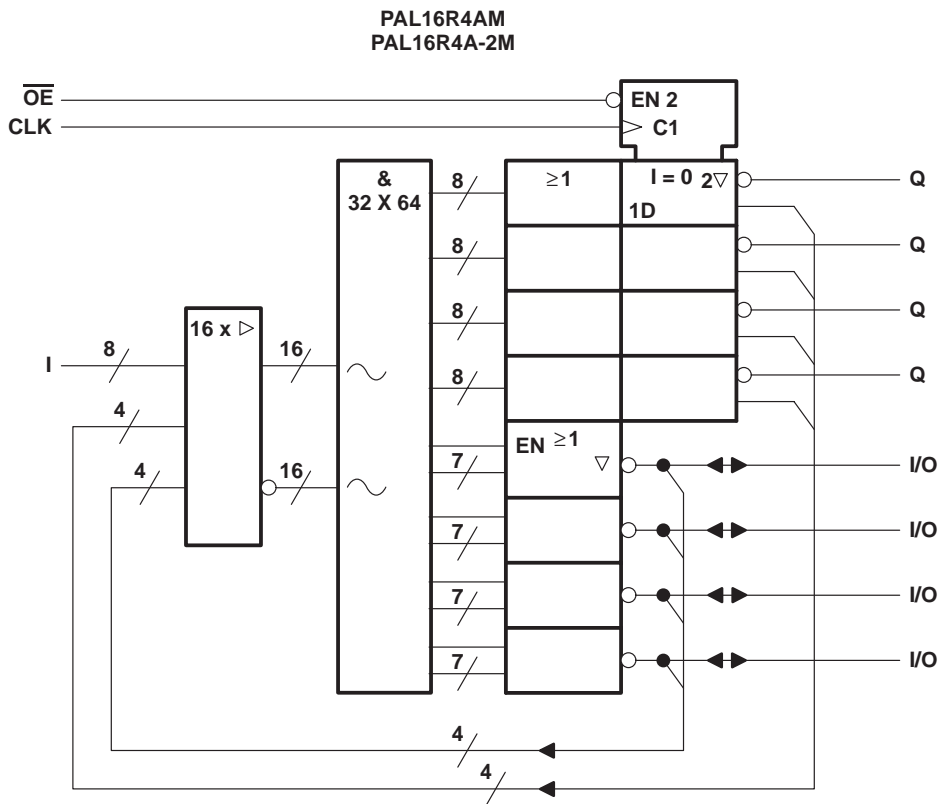 PAL16R4AM
PAL16R4A-2M
OE
EN 2
CLK
C1
&
32 X 64
8
≥1
I = 0 2▽
1D
Q
8
Q
8
Q
16 x ▷
I
8
16
8
Q
4
EN ≥1
▽
7
I/O
4
16
7
I/O
7
I/O
7
I/O
4
4